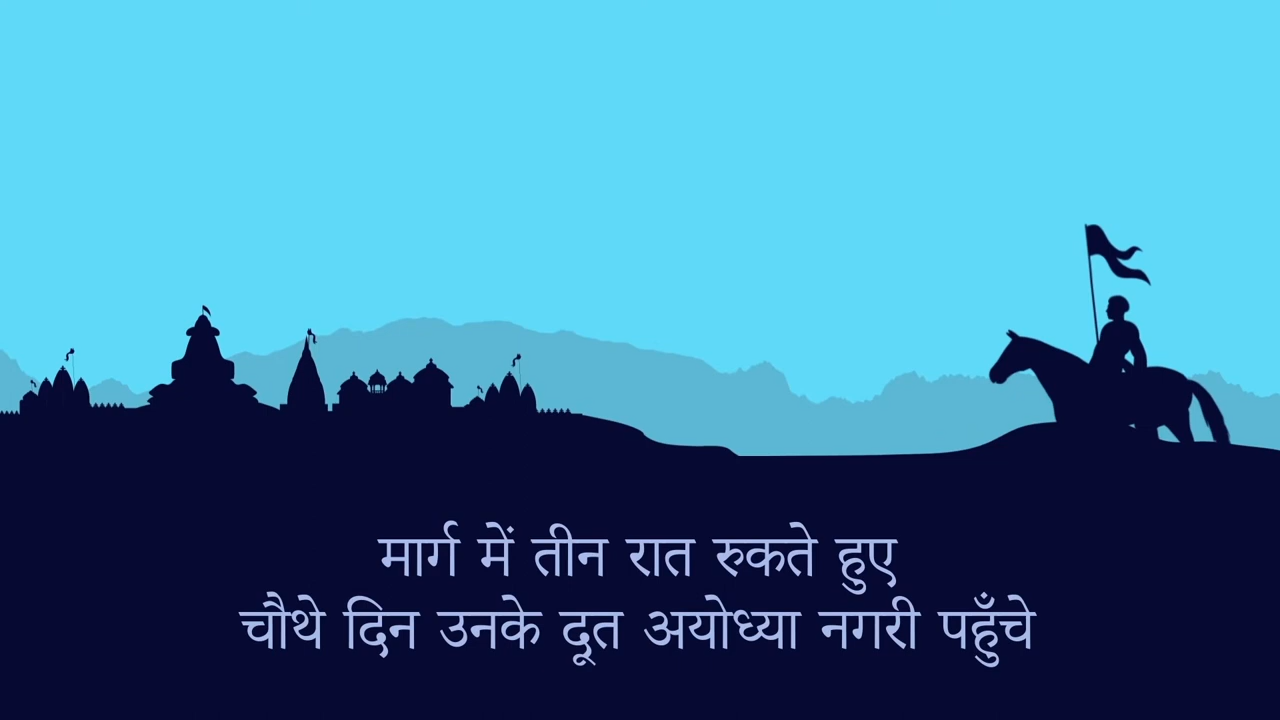 मार्ग में तीन रात रुकते हुए
चौथे दिन उनके दूत अयोध्या नगरी पहुँचे